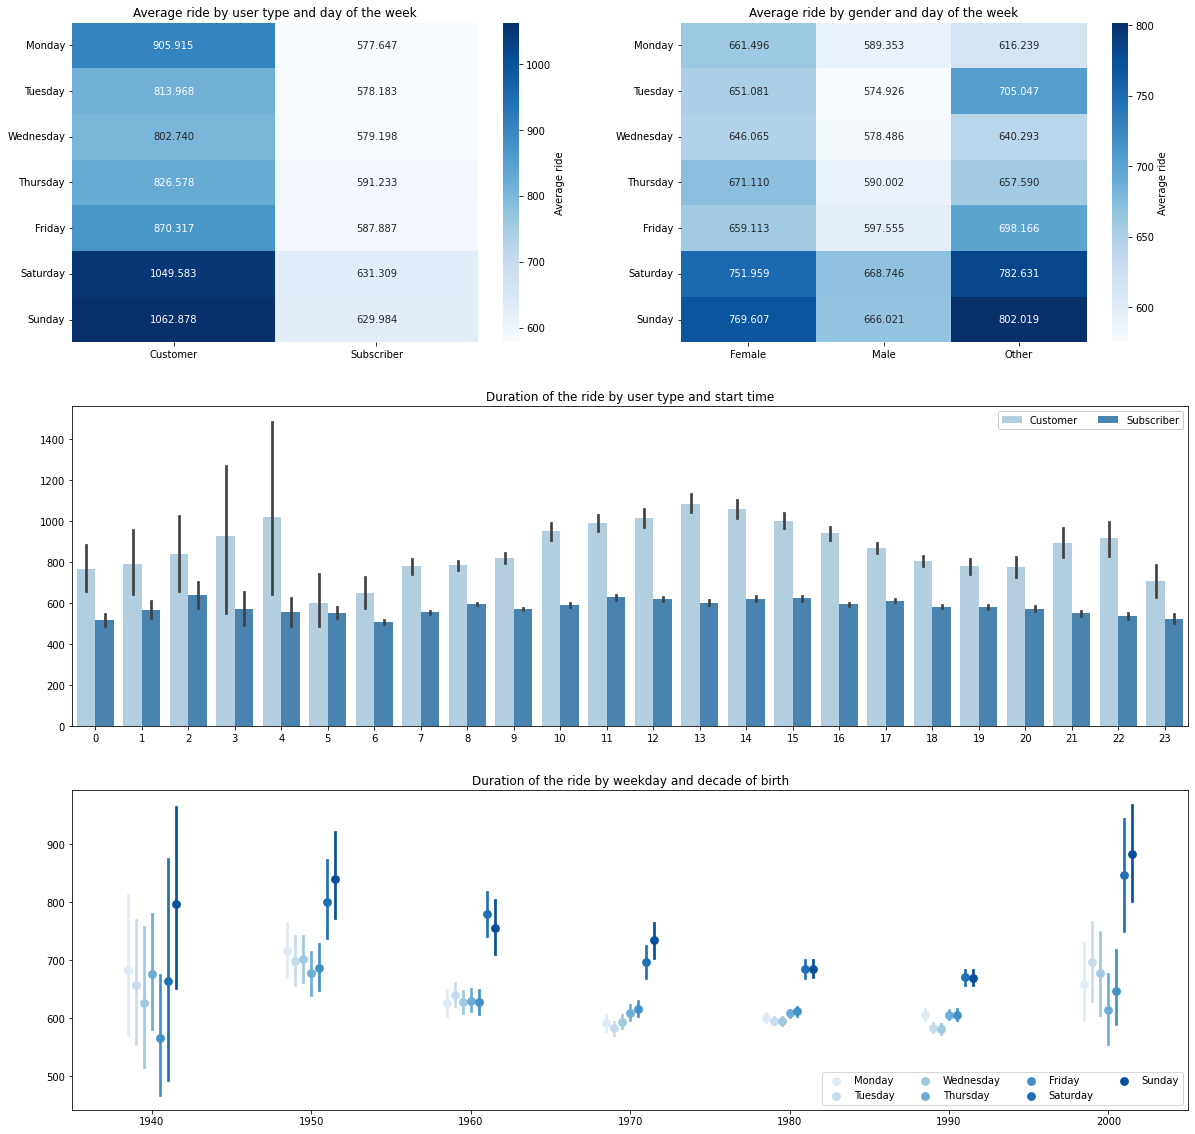 Average ride by user type and day of the week
Monday 905.915 577.647
Tuesday 813.968 578.183
Wednesday 802.740 579.198
Thursday 826.578 591.233
Friday 870.317 587.887
Saturday 1049.583 631.309
Sunday 1062.878 629.984
Customer Subscriber
1000
900
800
700
600
Average ride
Average ride by gender and day of the week
Monday 661.496 589.353 616.239
Tuesday 651.081 574.926 705.047
Wednesday 646.065 578.486 640.293
Thursday 671.110 590.002 657.590
Friday 659.113 597.555 698.166
Saturday 751.959 668.746 782.631
Sunday 769.607 666.021 802.019
Female Male Other
800
750
700
650
600
Average ride
Duration of the ride by user type and start time
Customer Subscriber
1400
1200
1000
800
600
400
200
0
0 1 2 3 4 5 6 7 8 9 10 11 12 13 14 15 16 17 18 19 20 21 22 23
Duration of the ride by weekday and decade of birth
900
800
700
600
500
Monday Wednesday Friday Sunday
Tuesday Thursday Saturday
1940 1950 1960 1970 1980 1990 2000